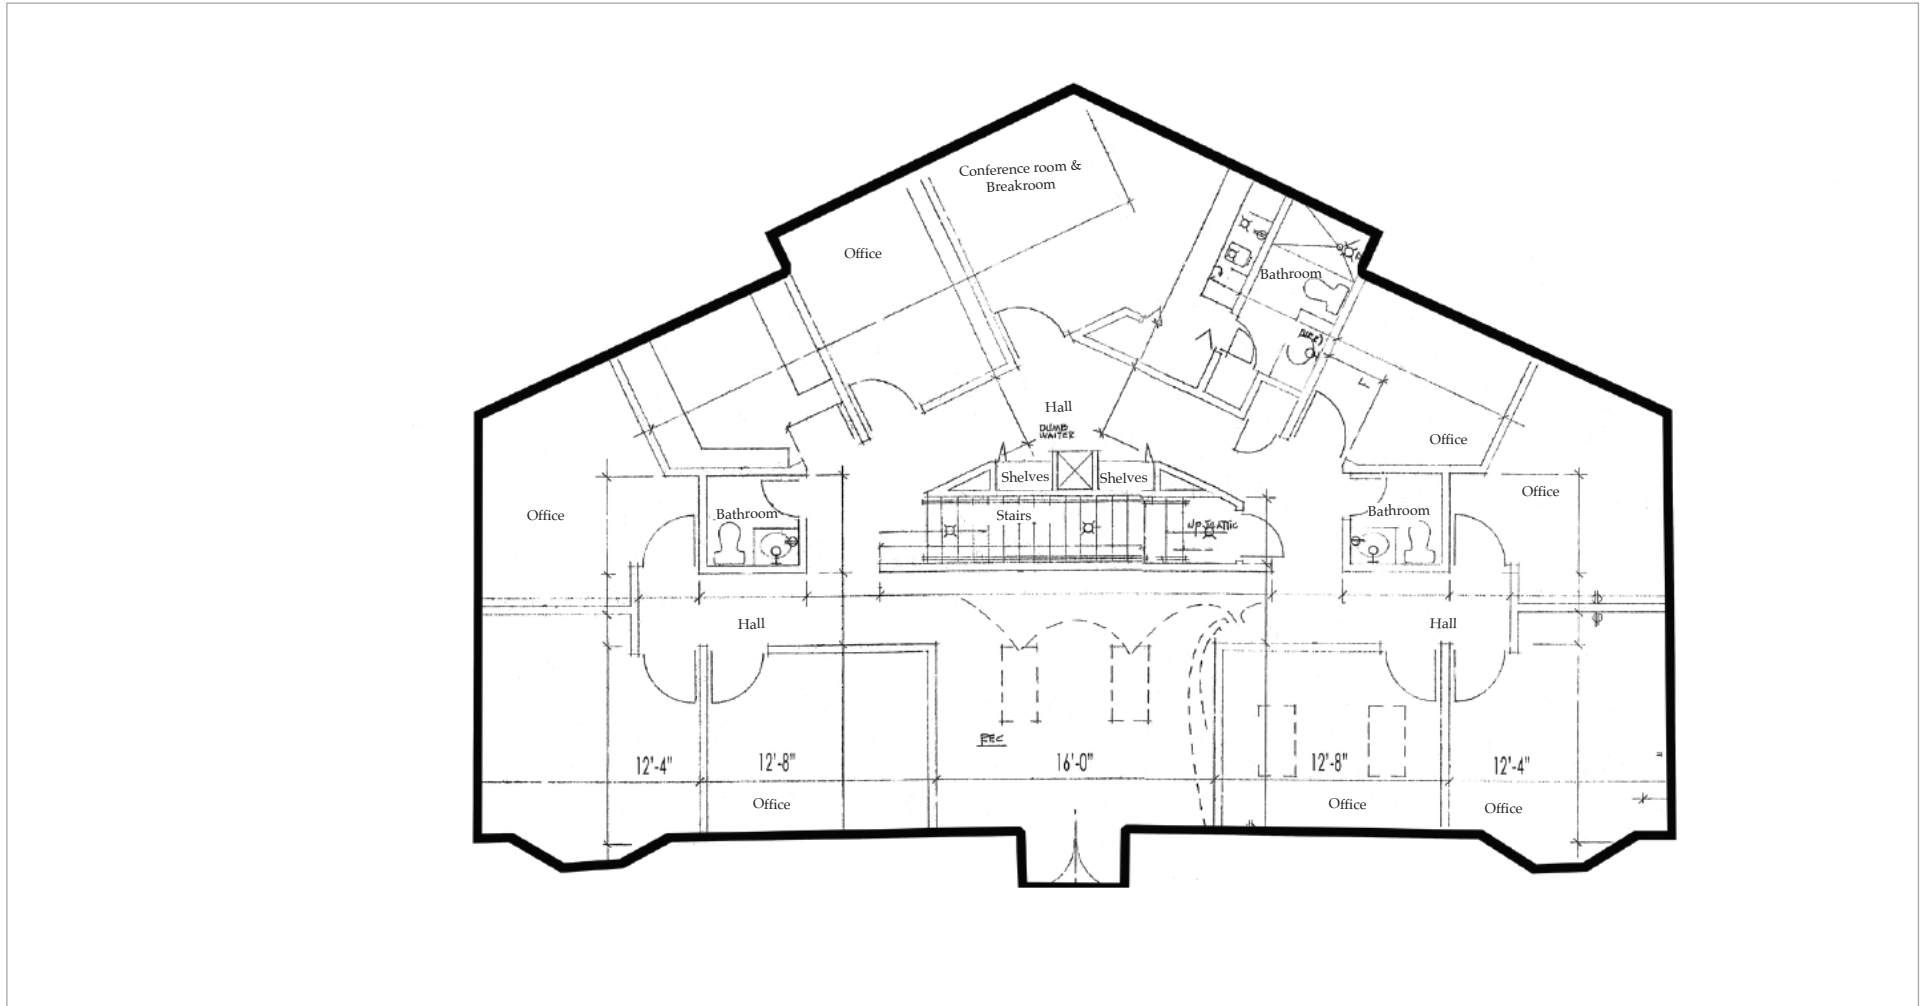 Conference room &
Breakroom
Office
Bathroom
Hall
DUMB
WAITER
Office
Shelves
Shelves
Office
Office
Bathroom
Stairs
UP TO ATTIC
Bathroom
Hall
Hall
REC
12'-4"
12'-8"
16'-0"
12'-8"
12'-4"
Office
Office
Office